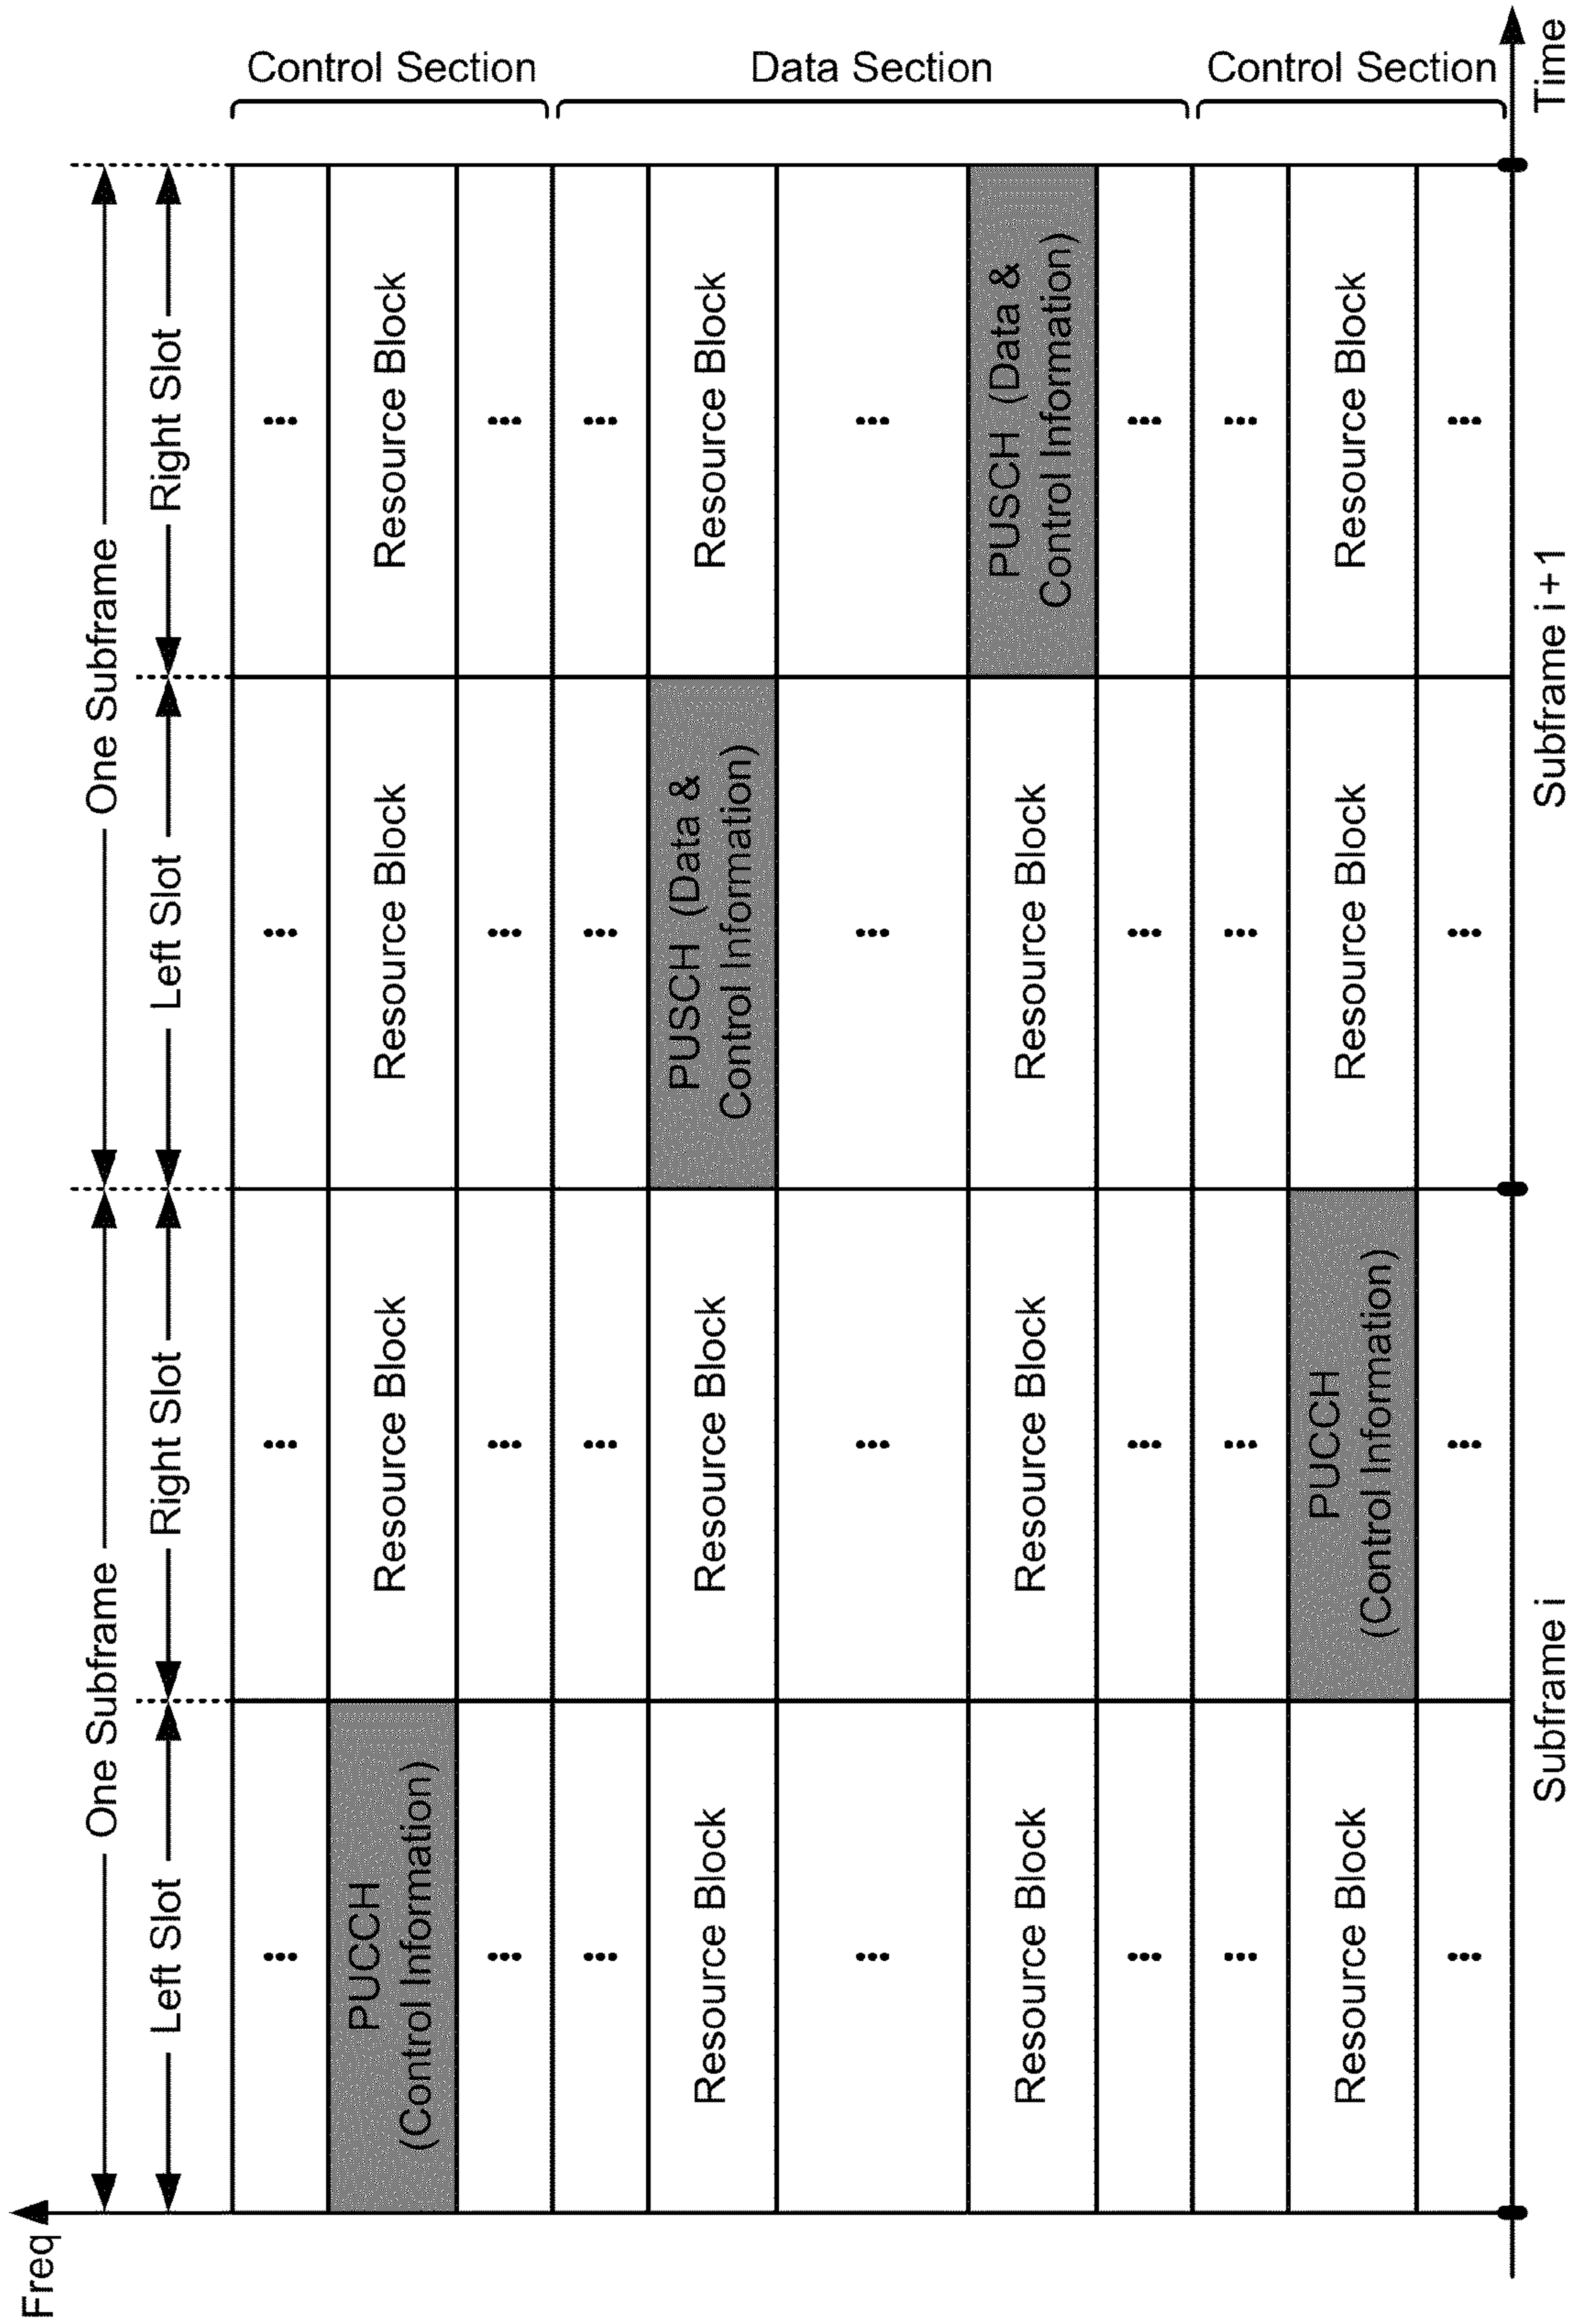 Freq
One Subframe
One Subframe
Left Slot
Right Slot
Left Slot
Right Slot
... ... ... ...
PUCCH
(Control Information)
Resource Block
Resource Block
Resource Block
Control Section
... ... ... ...
... ... ... ...
Resource Block
Resource Block
PUSCH (Data &
Control Information)
Resource Block
... ... ... ...
Data Section
Resource Block
Resource Block
Resource Block
PUSCH (Data &
Control Information)
... ... ... ...
... ... ... ...
Resource Block
PUCCH
(Control Information)
Resource Block
Resource Block
Control Section
... ... ... ...
Subframe i
Subframe i + 1
Time